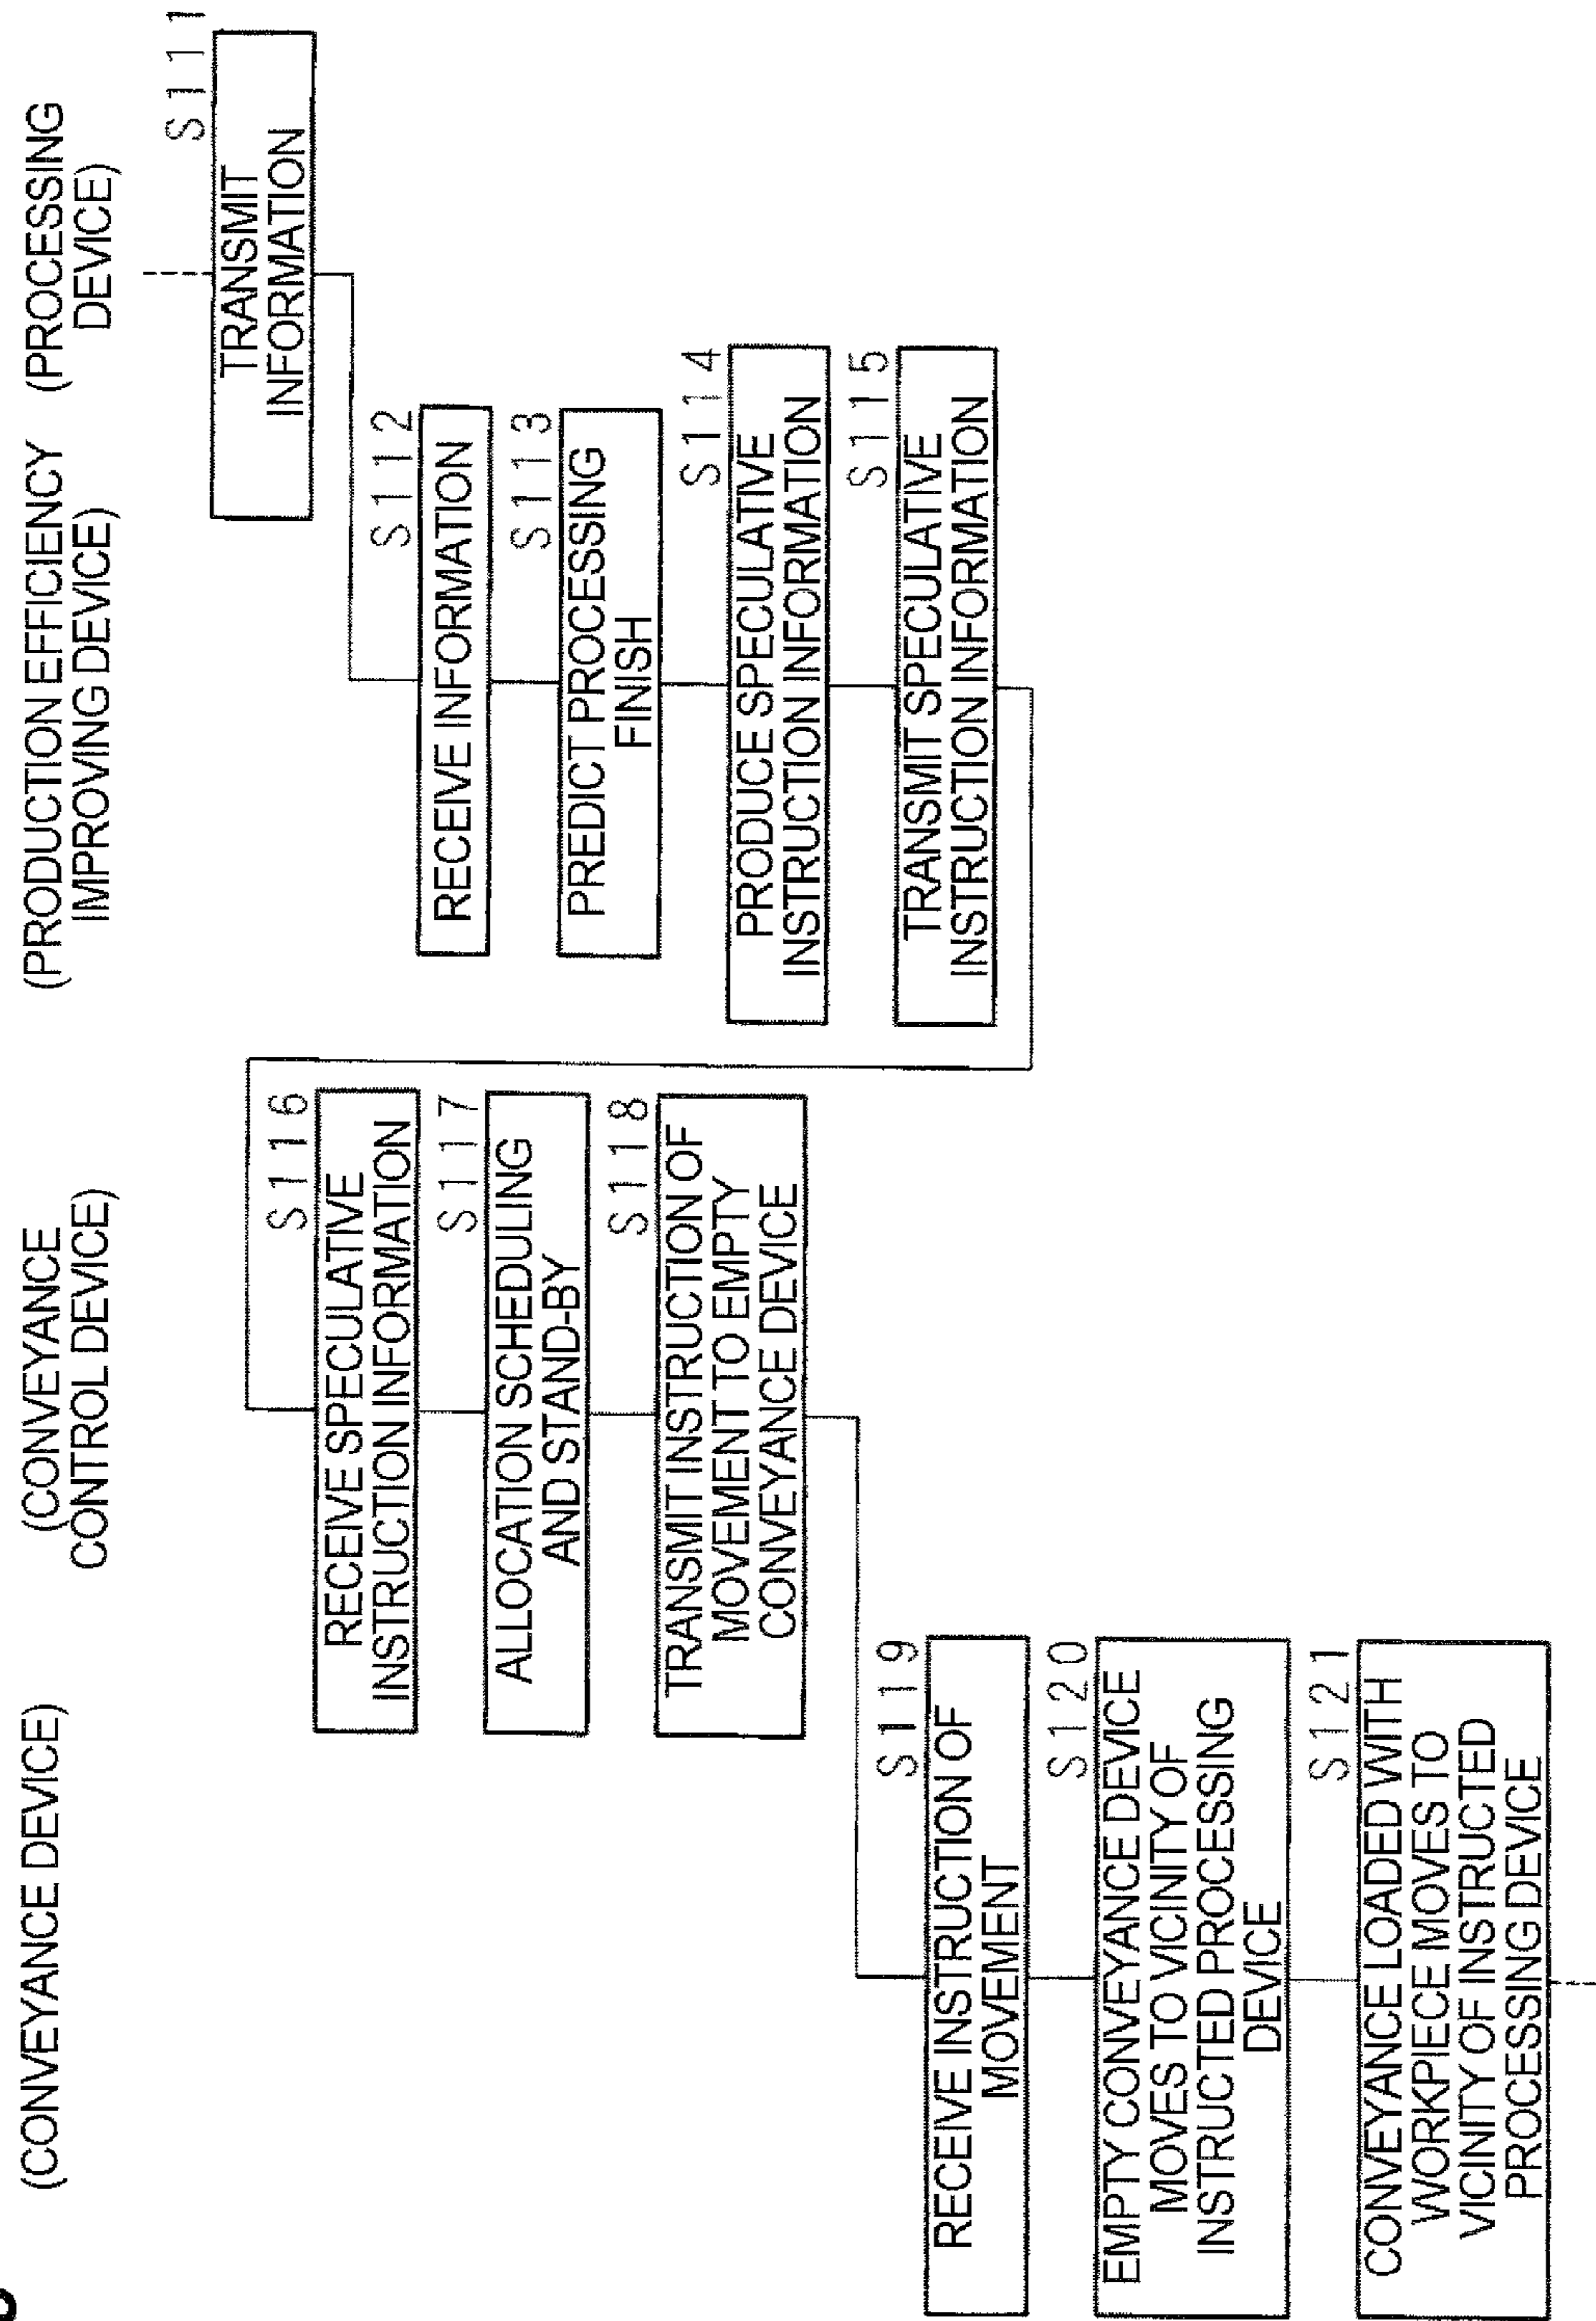 (CONVEYANCE DEVICE)
(CONVEYANCE
CONTROL DEVICE)
(PRODUCTION EFFICIENCY
IMPROVING DEVICE)
(PROCESSING
DEVICE)
S111
TRANSMIT
INFORMATION
S112
RECEIVE INFORMATION
S113
PREDICT PROCESSING
FINISH
S114
PRODUCE SPECULATIVE
INSTRUCTION INFORMATION
S115
TRANSMIT SPECULATIVE
INSTRUCTION INFORMATION
S116
RECEIVE SPECULATIVE
INSTRUCTION INFORMATION
S117
ALLOCATION SCHEDULING
AND STAND-BY
S118
TRANSMIT INSTRUCTION OF
MOVEMENT TO EMPTY
CONVEYANCE DEVICE
S119
RECEIVE INSTRUCTION OF
MOVEMENT
S120
EMPTY CONVEYANCE DEVICE
MOVES TO VICINITY OF
INSTRUCTED PROCESSING
DEVICE
S121
CONVEYANCE LOADED WITH
WORKPIECE MOVES TO
VICINITY OF INSTRUCTED
PROCESSING DEVICE